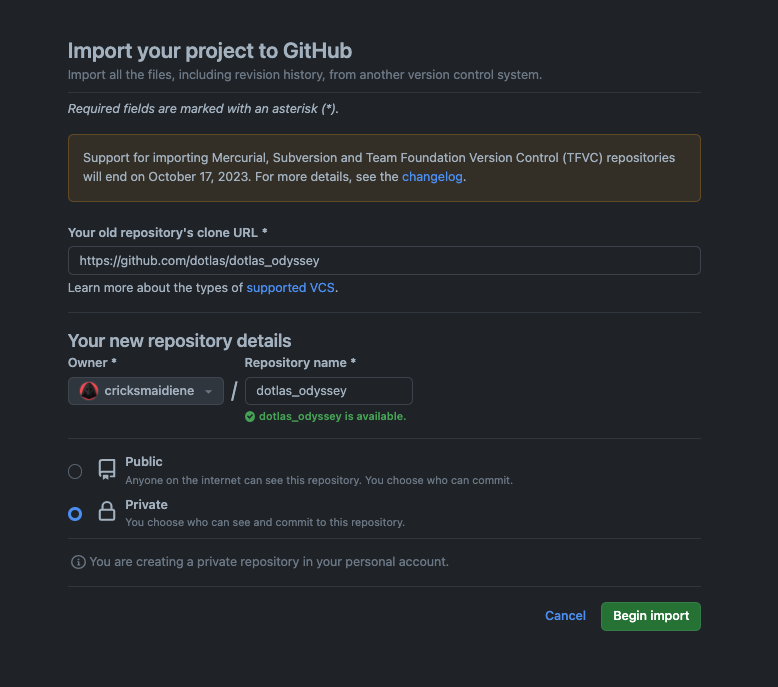 Import your project to GitHub
Import all the files, including revision history, from another version control system.
Required fields are marked with an asterisk (*).
Support for importing Mercurial, Subversion and Team Foundation Version Control (TFVC) repositories
will end on October 17, 2023. For more details, see the changelog.
Your old repository's clone URL *
https://github.com/dotlas/dotlas_odyssey
Learn more about the types of supported VCS.
Your new repository details
Owner *
Repository name *
cricksmaidiene / dotlas_odyssey
dotlas_odyssey is available.
Public
Anyone on the internet can see this repository. You choose who can commit.
Private
You choose who can see and commit to this repository.
You are creating a private repository in your personal account.
Cancel
Begin import